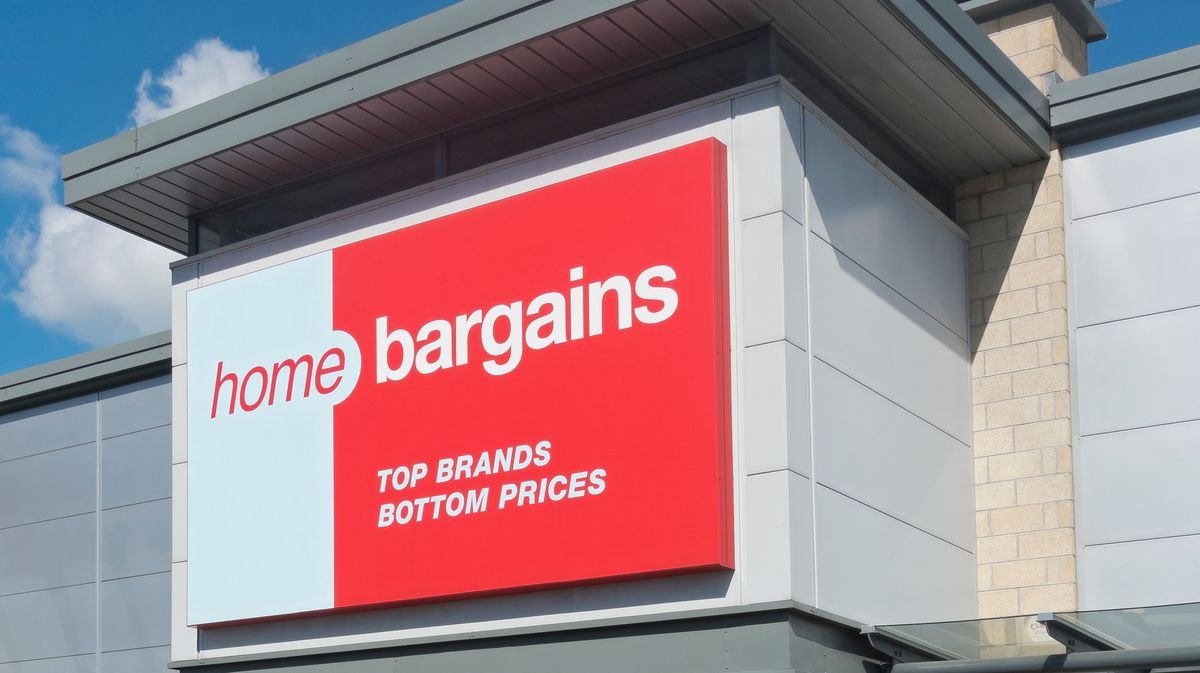 home bargains
TOP BRANDS
BOTTOM PRICES